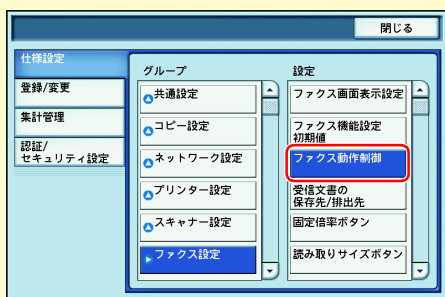 閉じる
仕様設定
登録/変更
集計管理
認証/
セキュリティ設定
グループ
共通設定
コピー設定
ネットワーク設定
プリンター設定
スキャナー設定
ファクス設定
設定
ファクス画面表示設定
ファクス機能設定
初期値
ファクス動作制御
受信文書の
保存先/排出先
固定倍率ボタン
読み取りサイズボタン